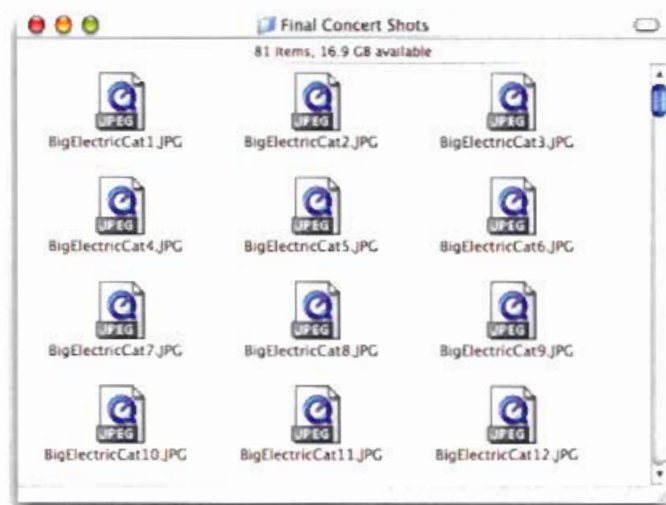 Final Concert Shots
81 items, 16.9 GB available
JPEG JPEG JPEG
BigElectricCat1.JPG BigElectricCat2.JPG BigElectricCat3.JPG
JPEG JPEG JPEG
BigElectricCat4.JPG BigElectricCat5.JPG BigElectricCat6.JPG
JPEG JPEG JPEG
BigElectricCat7.JPG BigElectricCat8.JPG BigElectricCat9.JPG
JPEG JPEG JPEG
BigElectricCat10.JPG BigElectricCat11.JPG BigElectricCat12.JPG